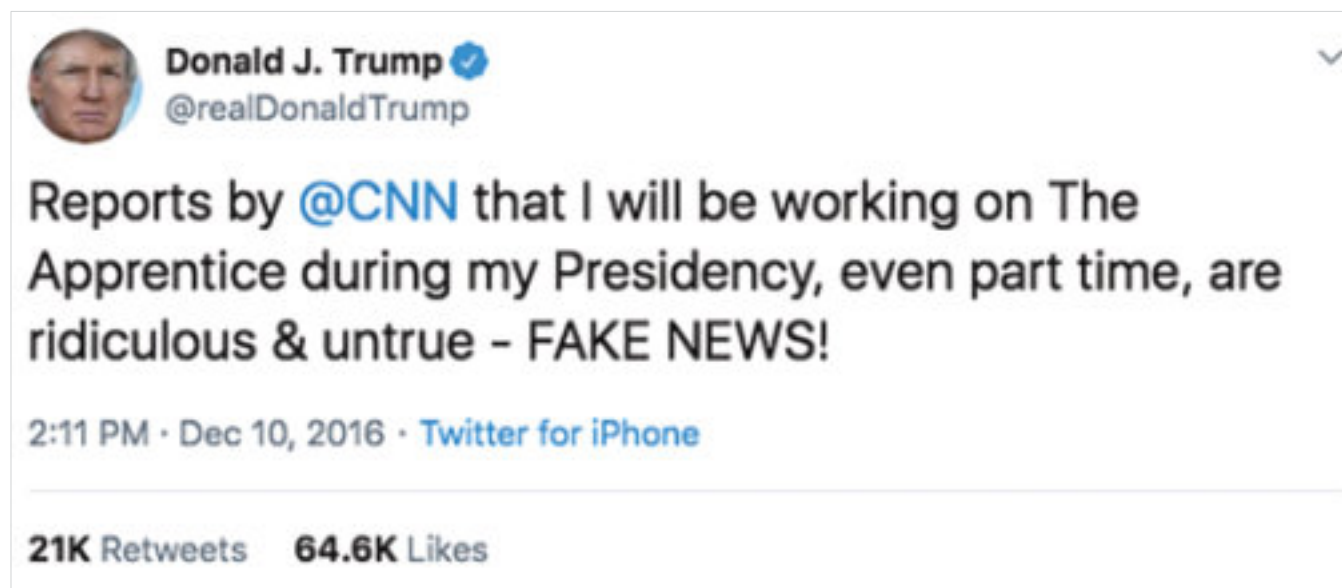 Donald J. Trump
@realDonaldTrump
Reports by @CNN that I will be working on The
Apprentice during my Presidency, even part time, are
ridiculous & untrue - FAKE NEWS!
2:11 PM · Dec 10, 2016 · Twitter for iPhone
21K Retweets 64.6K Likes